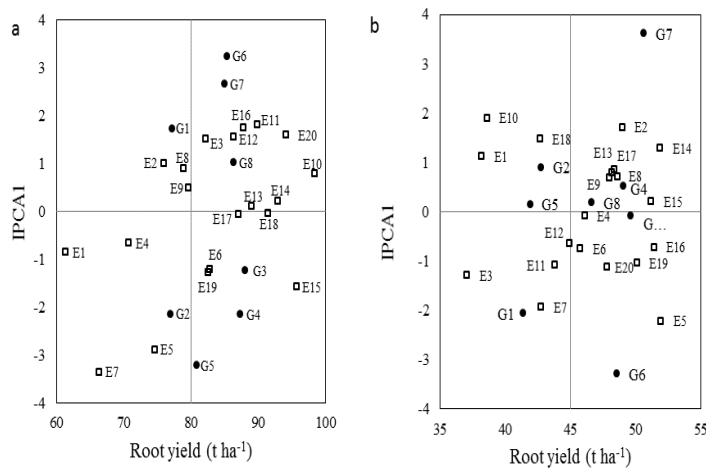 a
b
4
3
2
1
0
-1
-2
-3
-4
IPCA1
G6
G7
E16
E11
G1
E3
E12
E20
E2
E8
G8
E10
E9
E13
E14
E17
E18
E1
E4
E6
E19
G3
E15
G2
G4
E5
G5
E7
60
70
80
90
100
Root yield (t ha-1)
4
3
2
1
0
-1
-2
-3
-4
IPCA1
G7
E10
E2
E18
E14
E1
E13
E17
G2
E9
E8
G4
G5
G8
E15
E4
G…
E12
E6
E16
E11
E20
E19
E3
E7
G1
E5
G6
35
40
45
50
55
Root yield (t ha-1)